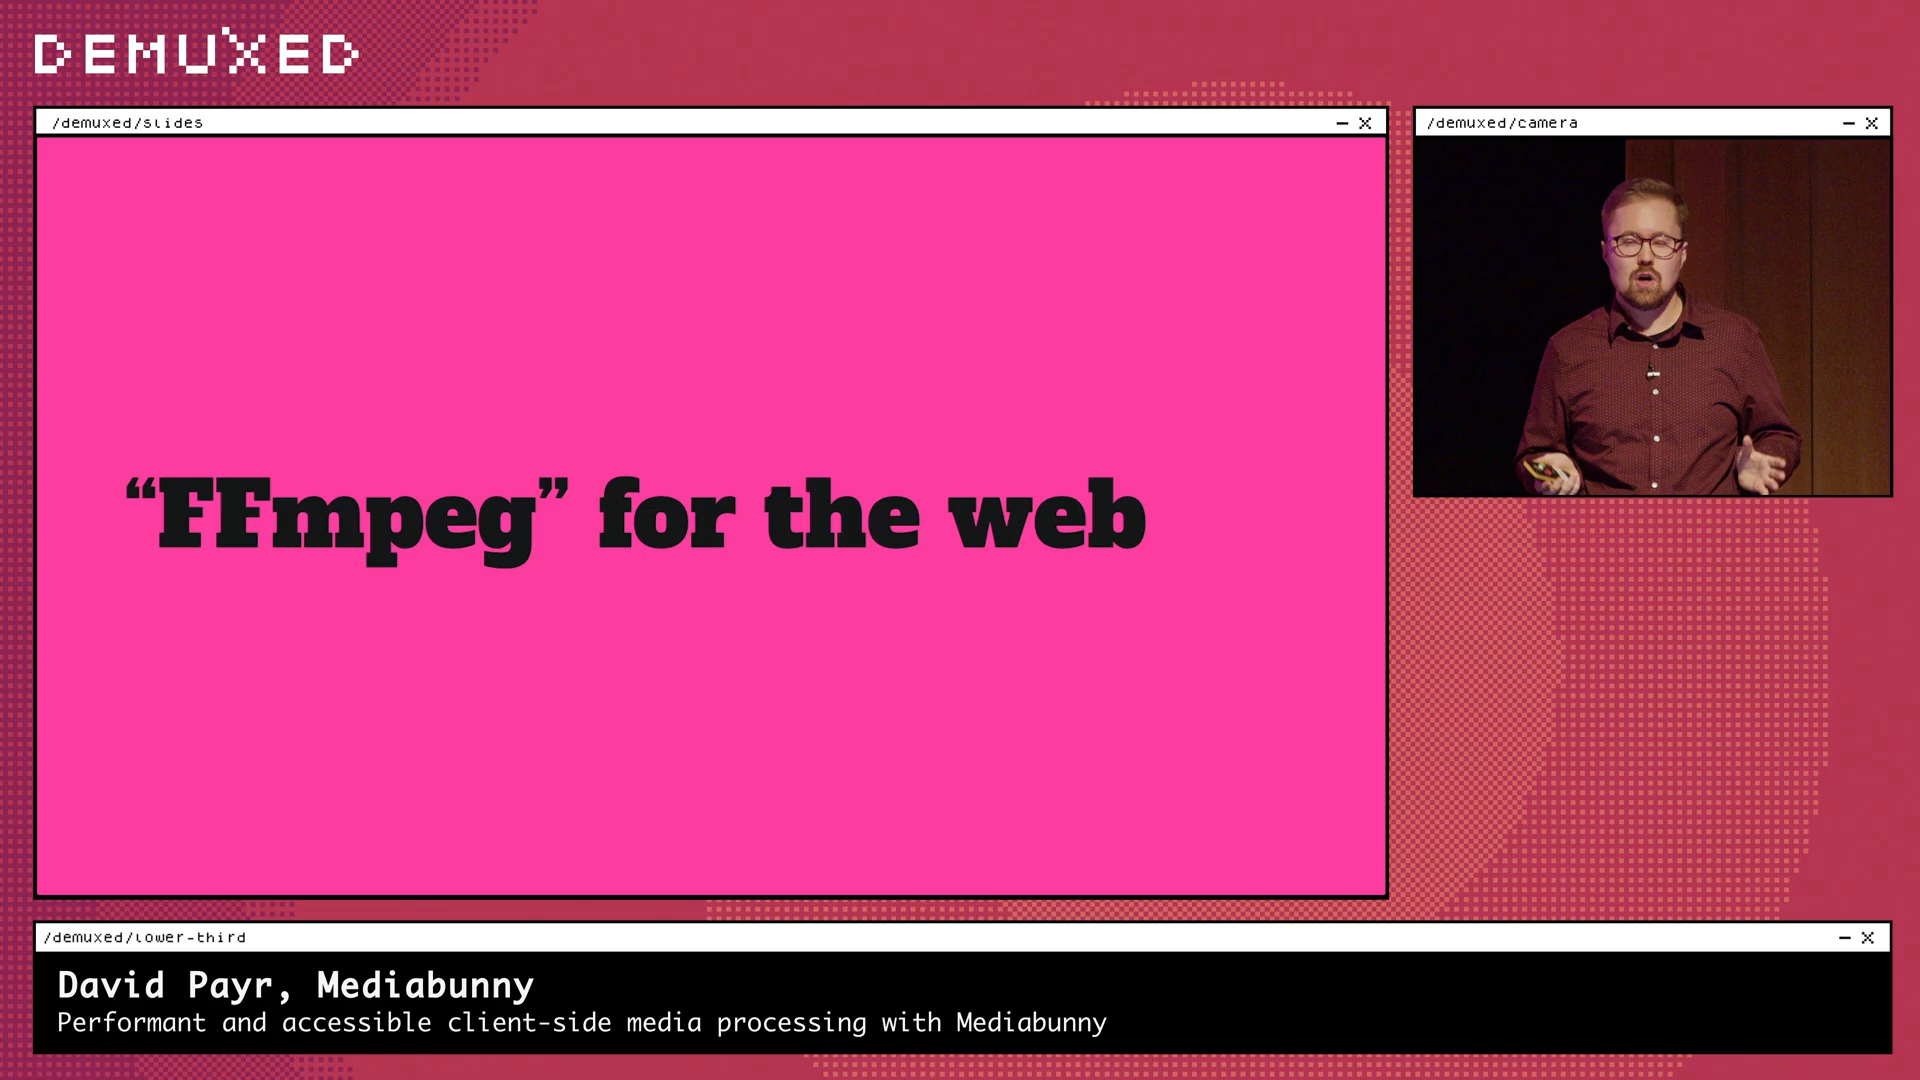 DEMUXED
/demuxed/slides
/demuxed/camera
“FFmpeg” for the web
/demuxed/lower-third
David Payr, Mediabunny
Performant and accessible client-side media processing with Mediabunny